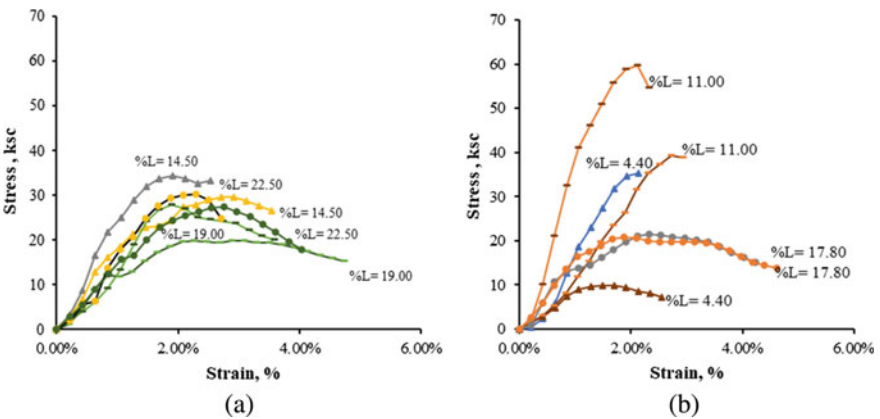 70
60
50
40
30
20
10
0
Stress , ksc
%L= 14.50
%L= 22.50
%L= 14.50
%L= 22.50
%L= 19.00
%L= 19.00
0.00% 2.00% 4.00% 6.00%
Strain, %
(a)
70
60
50
40
30
20
10
0
Stress, ksc
%L= 11.00
%L= 4.40
%L= 11.00
%L= 17.80
%L= 17.80
%L= 4.40
0.00% 2.00% 4.00% 6.00%
Strain, %
(b)